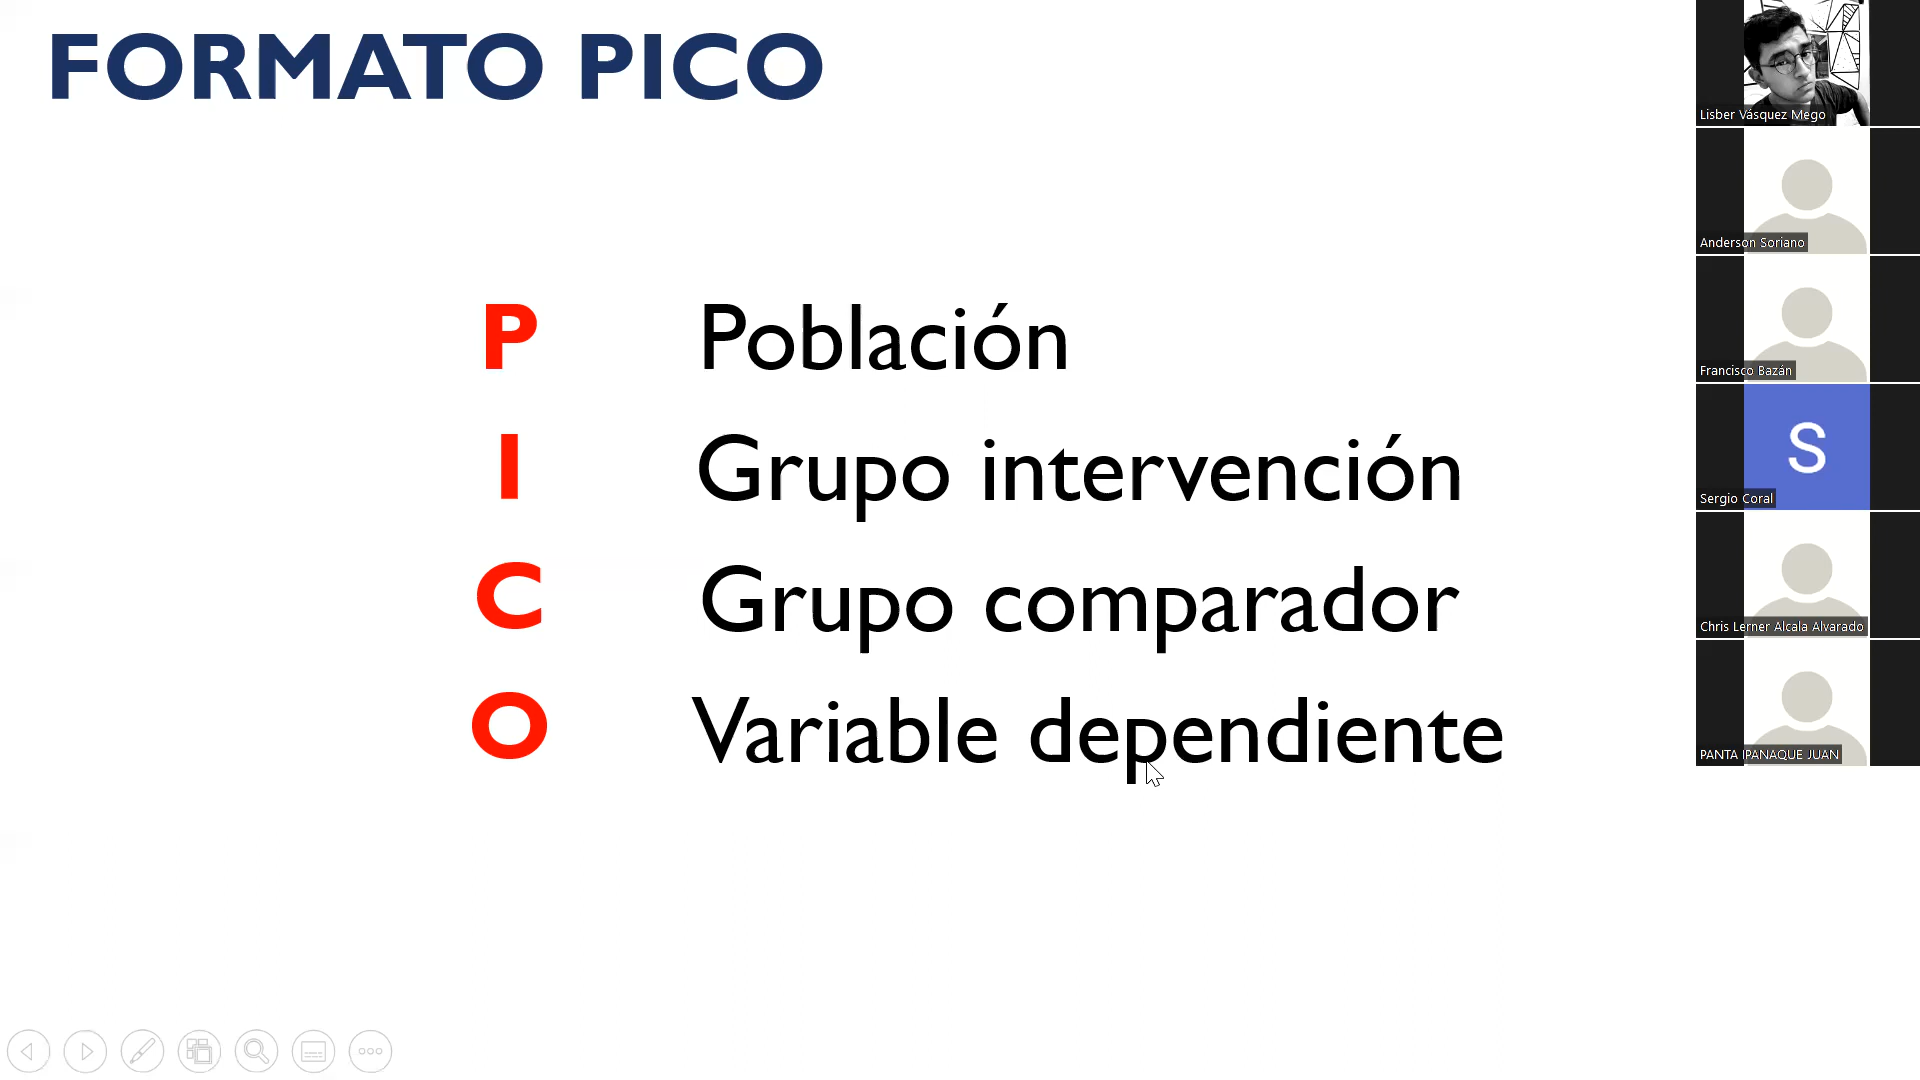 FORMATO PICO
P Población
I Grupo intervención
C Grupo comparador
O Variable dependiente
Lisber Vásquez Mego
Anderson Soriano
Francisco Bazán
S
Sergio Coral
Chris Lerner Alcala Alvarado
PANTA IPANAQUE JUAN